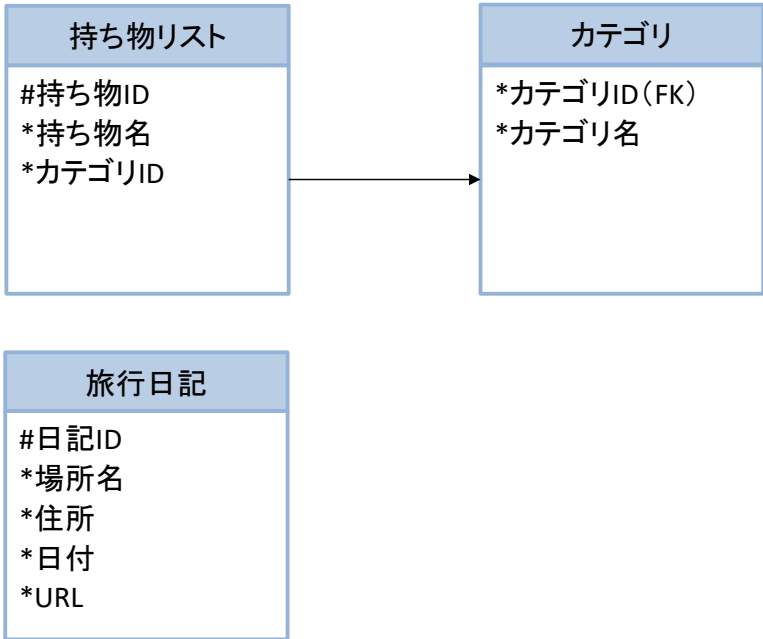 持ち物リスト
#持ち物ID
*持ち物名
*カテゴリID
カテゴリ
*カテゴリID（FK）
*カテゴリ名
旅行日記
#日記ID
*場所名
*住所
*日付
*URL